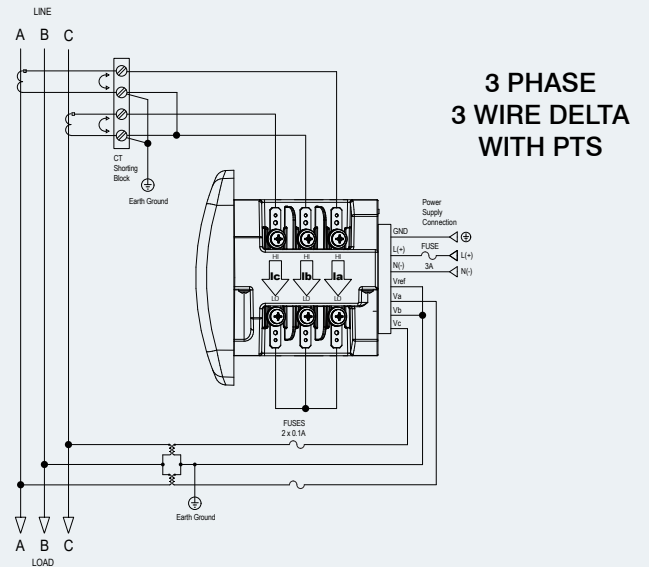 LINE
A B C
3 PHASE
3 WIRE DELTA
WITH PTS
CT
Shorting
Block
Earth Ground
Power
Supply
Connection
GND
L(+)
FUSE
L(+)
N(-)
3A
N(-)
Vref
Va
Vb
Vc
HI HI HI
Ic Ib Ia
LO LO LO
FUSES
2 x 0.1A
Earth Ground
A B C
LOAD